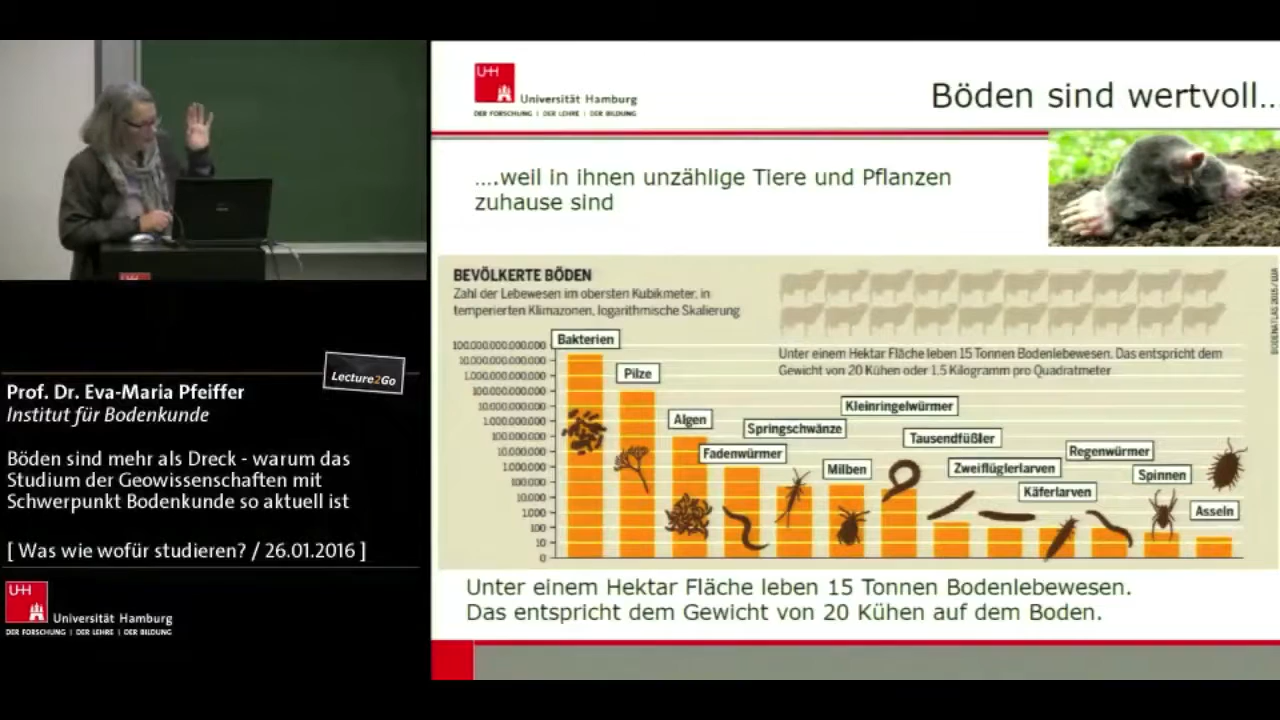 UHH
Universität Hamburg
DER FORSCHUNG | DER LEHRE | DER BILDUNG
Böden sind wertvoll...
....weil in ihnen unzählige Tiere und Pflanzen
zuhause sind
BEVÖLKERTE BÖDEN
Zahl der Lebewesen im obersten Kubikmeter, in
temperierten Klimazonen, logarithmische Skalierung
Unter einem Hektar Fläche leben 15 Tonnen Bodenlebewesen. Das entspricht dem
Gewicht von 20 Kühen oder 1,5 Kilogramm pro Quadratmeter
BODENATLAS 2015 / LUA
100.000.000.000.000
10.000.000.000.000
1.000.000.000.000
100.000.000.000
10.000.000.000
1.000.000.000
100.000.000
10.000.000
1.000.000
100.000
10.000
1.000
100
10
0
Bakterien
Pilze
Algen
Fadenwürmer
Springschwänze
Milben
Kleinringelwürmer
Tausendfüßler
Zweiflüglerlarven
Käferlarven
Regenwürmer
Spinnen
Asseln
Unter einem Hektar Fläche leben 15 Tonnen Bodenlebewesen.
Das entspricht dem Gewicht von 20 Kühen auf dem Boden.
Lecture2Go
Prof. Dr. Eva-Maria Pfeiffer
Institut für Bodenkunde
Böden sind mehr als Dreck - warum das
Studium der Geowissenschaften mit
Schwerpunkt Bodenkunde so aktuell ist
[ Was wie wofür studieren? / 26.01.2016 ]
UHH
Universität Hamburg
DER FORSCHUNG | DER LEHRE | DER BILDUNG